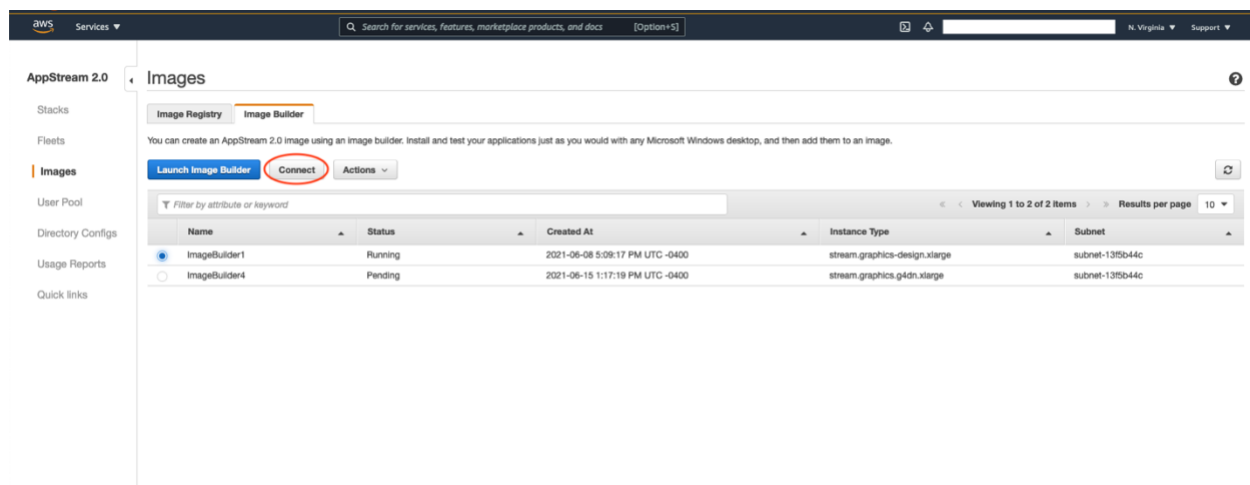 aws Services ▼ Search for services, features, marketplace products, and docs [Option+S] N. Virginia ▼ Support ▼
AppStream 2.0
Stacks
Fleets
Images
User Pool
Directory Configs
Usage Reports
Quick links
Images
Image Registry Image Builder
You can create an AppStream 2.0 image using an image builder. Install and test your applications just as you would with any Microsoft Windows desktop, and then add them to an image.
Launch Image Builder Connect Actions
Filter by attribute or keyword « < Viewing 1 to 2 of 2 items > » Results per page 10
Name Status Created At Instance Type Subnet
ImageBuilder1 Running 2021-06-08 5:09:17 PM UTC -0400 stream.graphics-design.xlarge subnet-13f5b44c
ImageBuilder4 Pending 2021-06-15 1:17:19 PM UTC -0400 stream.graphics.g4dn.xlarge subnet-13f5b44c